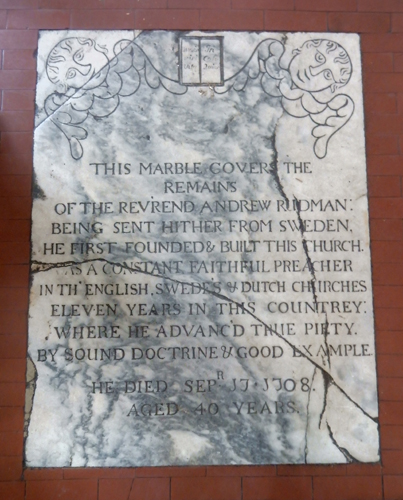 THIS MARBLE COVERS THE
REMAINS
OF THE REVREND ANDREW RUDMAN.
BEING SENT HITHER FROM SWEDEN,
HE FIRST FOUNDED & BUILT THIS CHURCH.
WAS A CONSTANT FAITHFUL PREACHER
IN TH' ENGLISH, SWEDES & DUTCH CHURCHES
ELEVEN YEARS IN THIS COUNTREY.
WHERE HE ADVANC'D TRUE PIETY,
BY SOUND DOCTRINE & GOOD EXAMPLE
HE DIED SEPR 17. 1708.
AGED 40 YEARS.